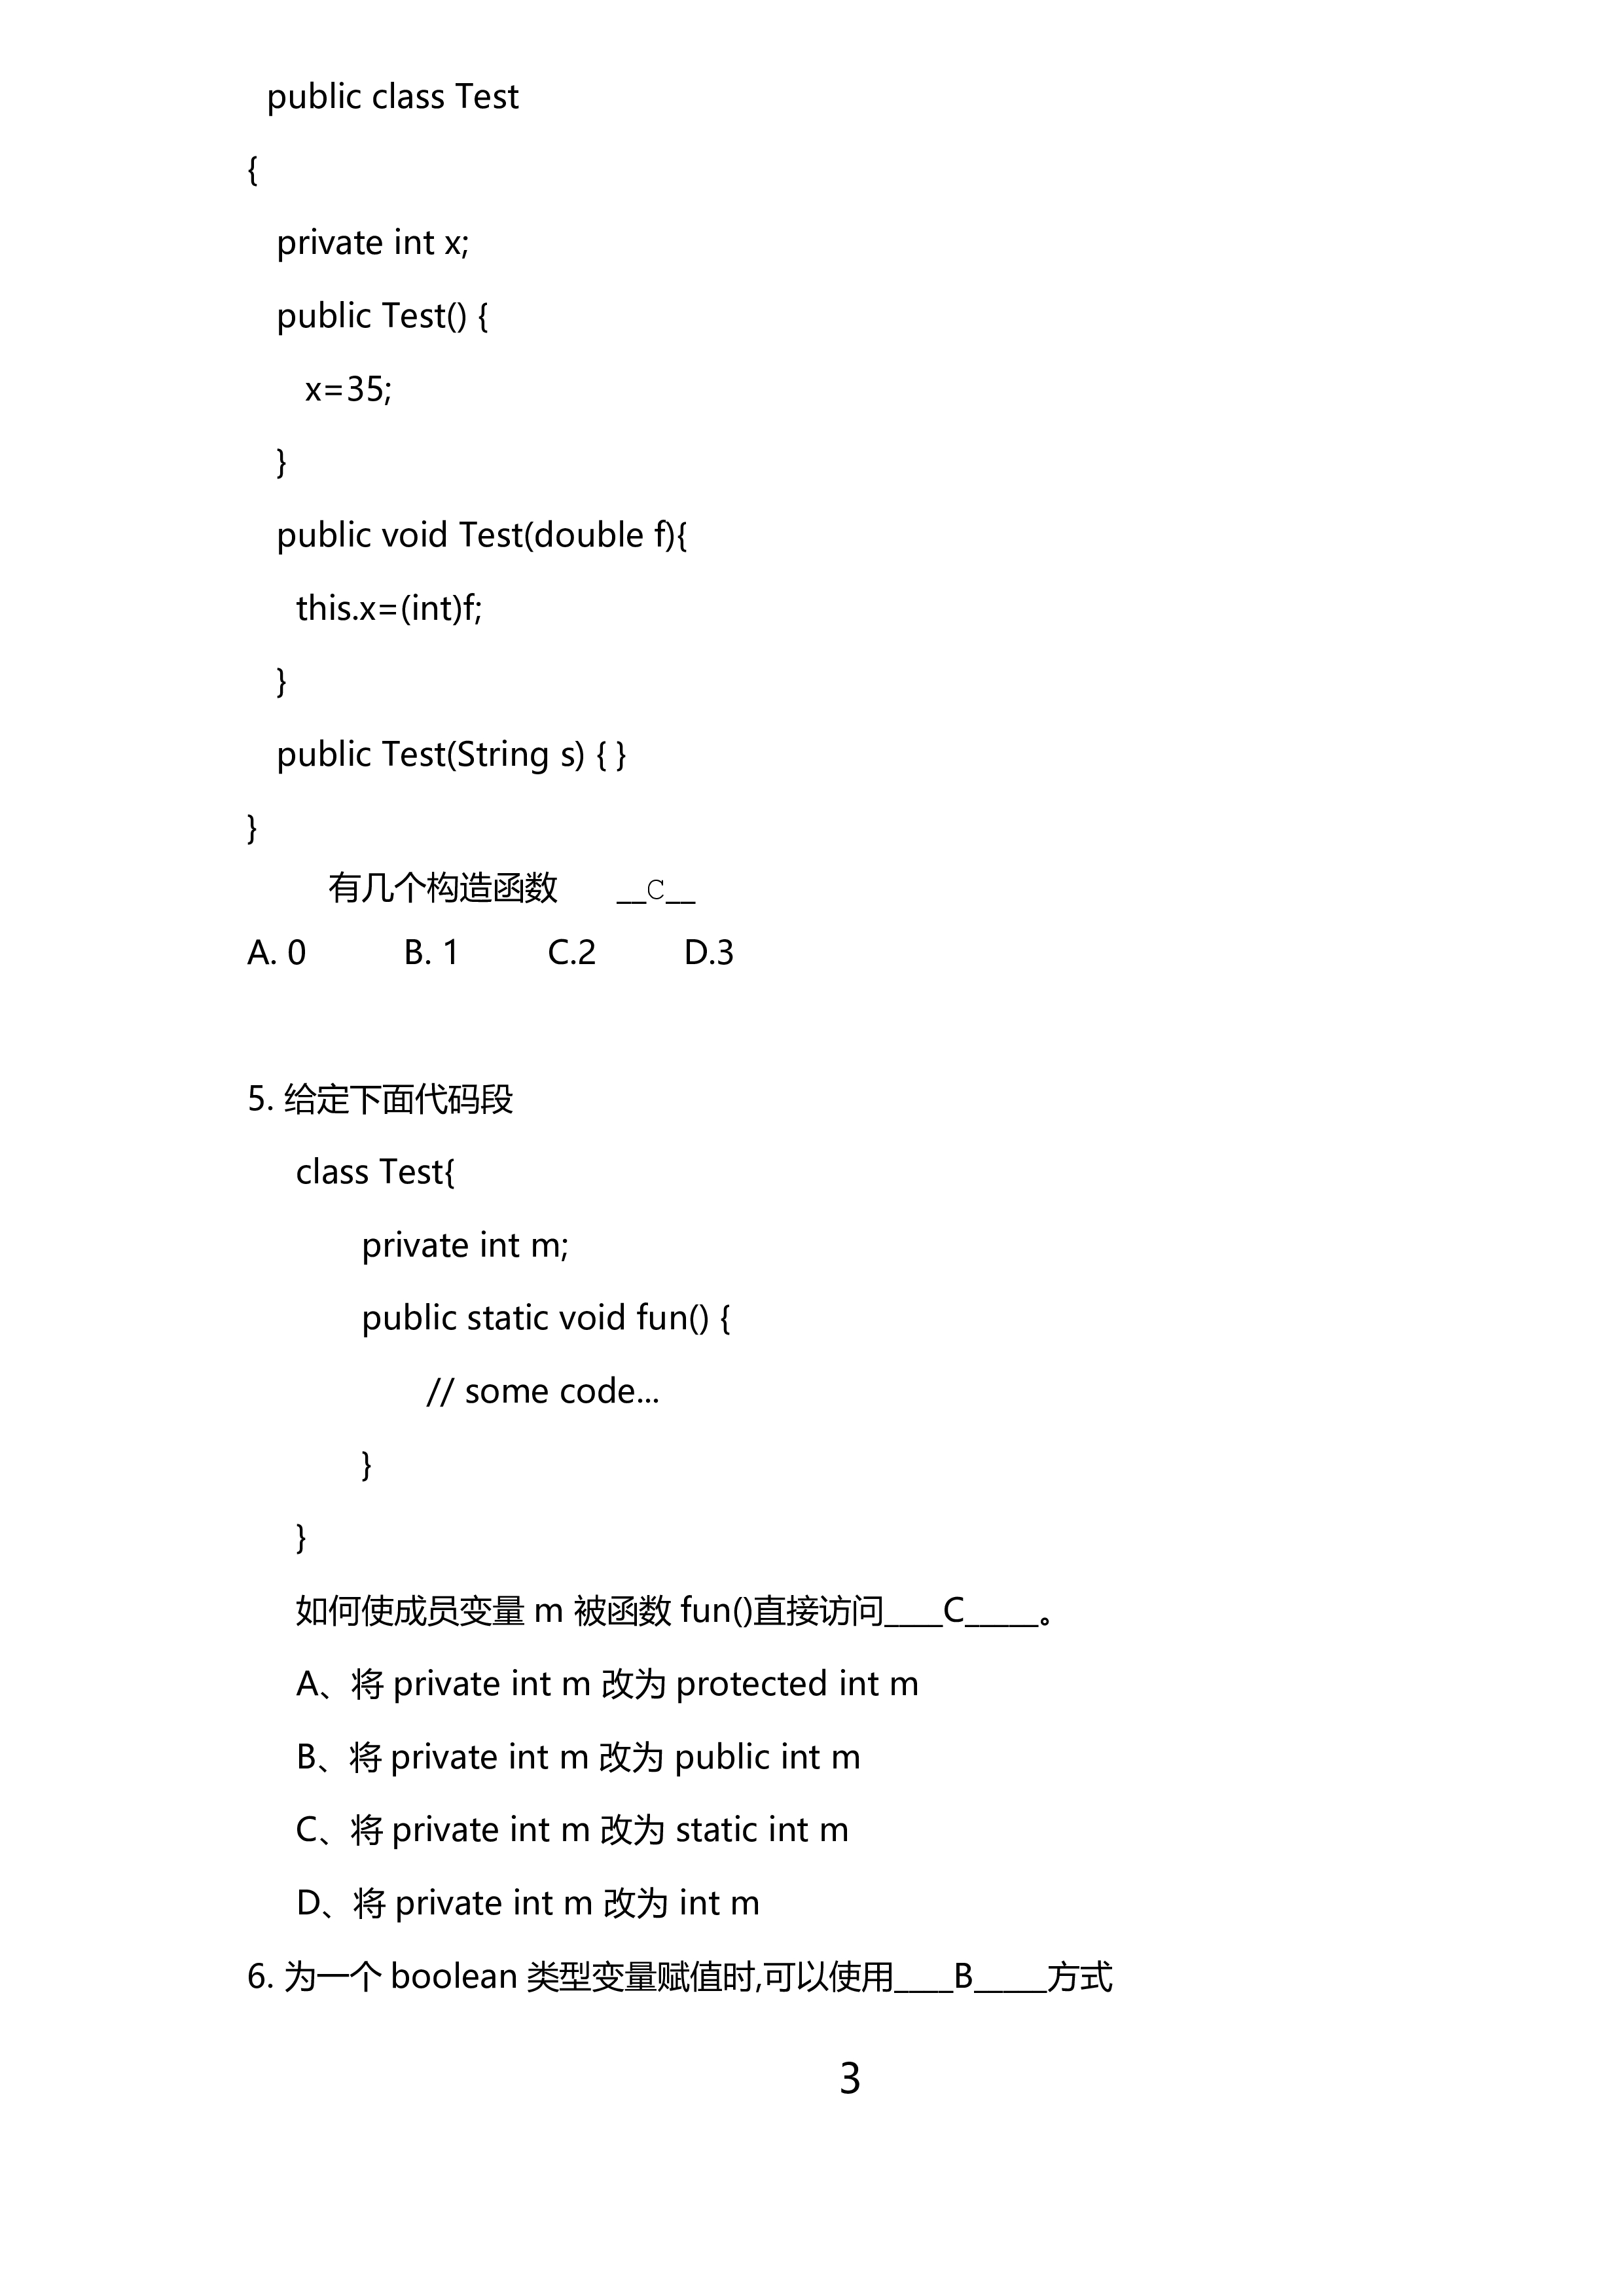 public class Test
{
private int x;
public Test() {
x=35;
}
public void Test(double f){
this.x=(int)f;
}
public Test(String s) { }
}
有几个构造函数 __C__
A. 0 B. 1 C.2 D.3
5. 给定下面代码段
class Test{
private int m;
public static void fun() {
// some code...
}
}
如何使成员变量 m 被函数 fun()直接访问____C_____。
A、将 private int m 改为 protected int m
B、将 private int m 改为 public int m
C、将 private int m 改为 static int m
D、将 private int m 改为 int m
6. 为一个 boolean 类型变量赋值时,可以使用____B_____方式
3